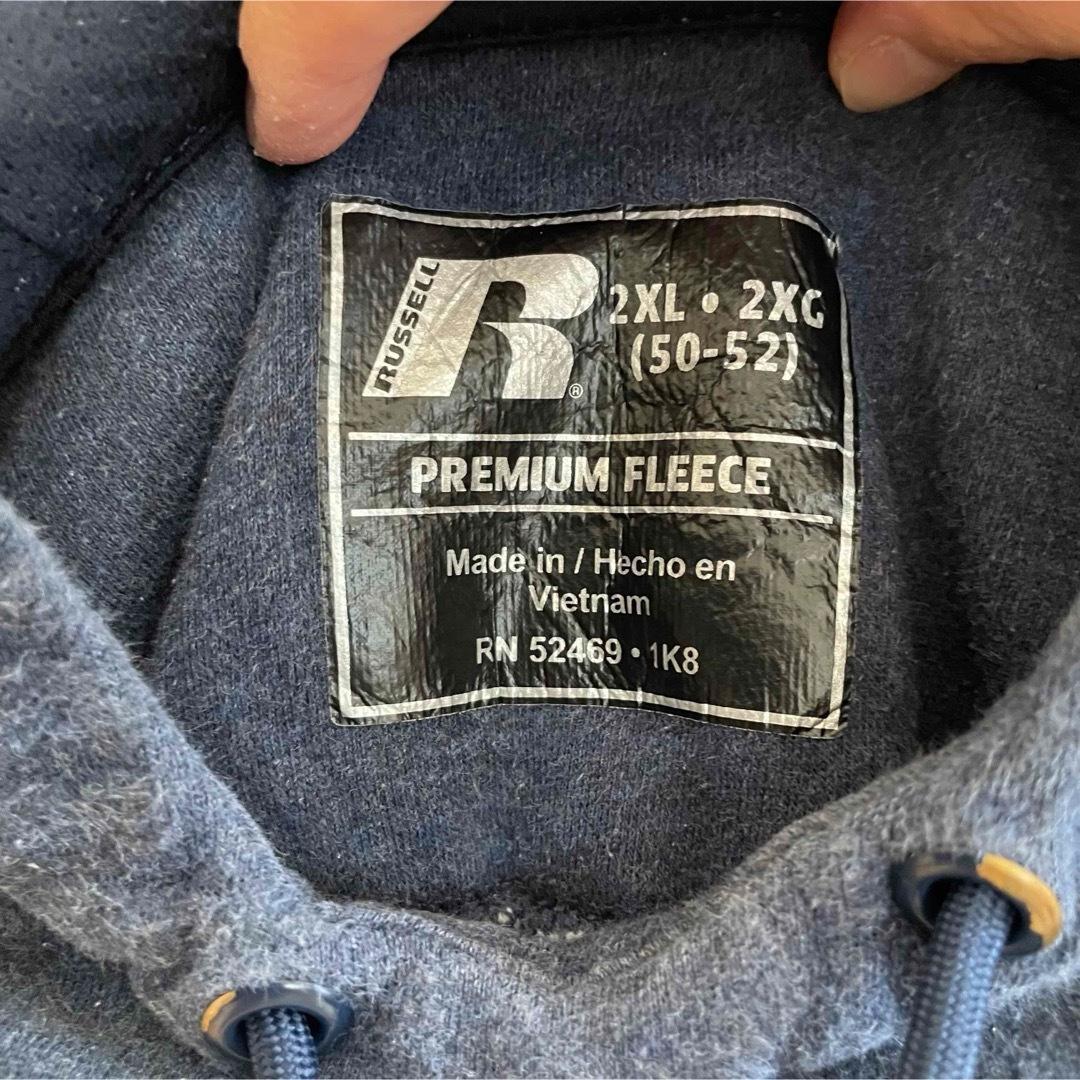 RUSSELL
R®
2XL • 2XG
(50-52)
PREMIUM FLEECE
Made in / Hecho en
Vietnam
RN 52469 • 1K8